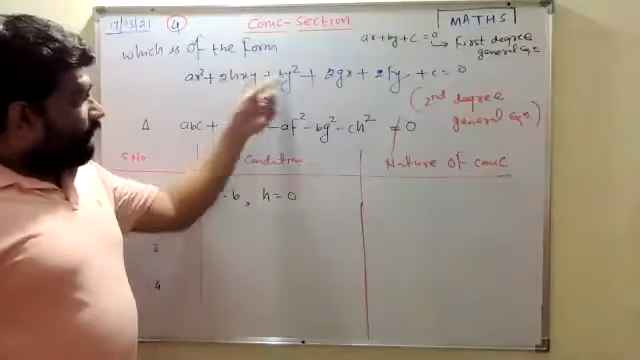 17/03/21 4 Conic-Section MATHS
ax+by+c=0 → First degree general Eqn
which is of the form
ax²+2hxy+by²+2gx+2fy+c=0
(2nd degree general Eqn)
Δ abc+ -af²-bg²-ch² ≠0
S.No Condition Nature of Conic
b, h=0
3
4